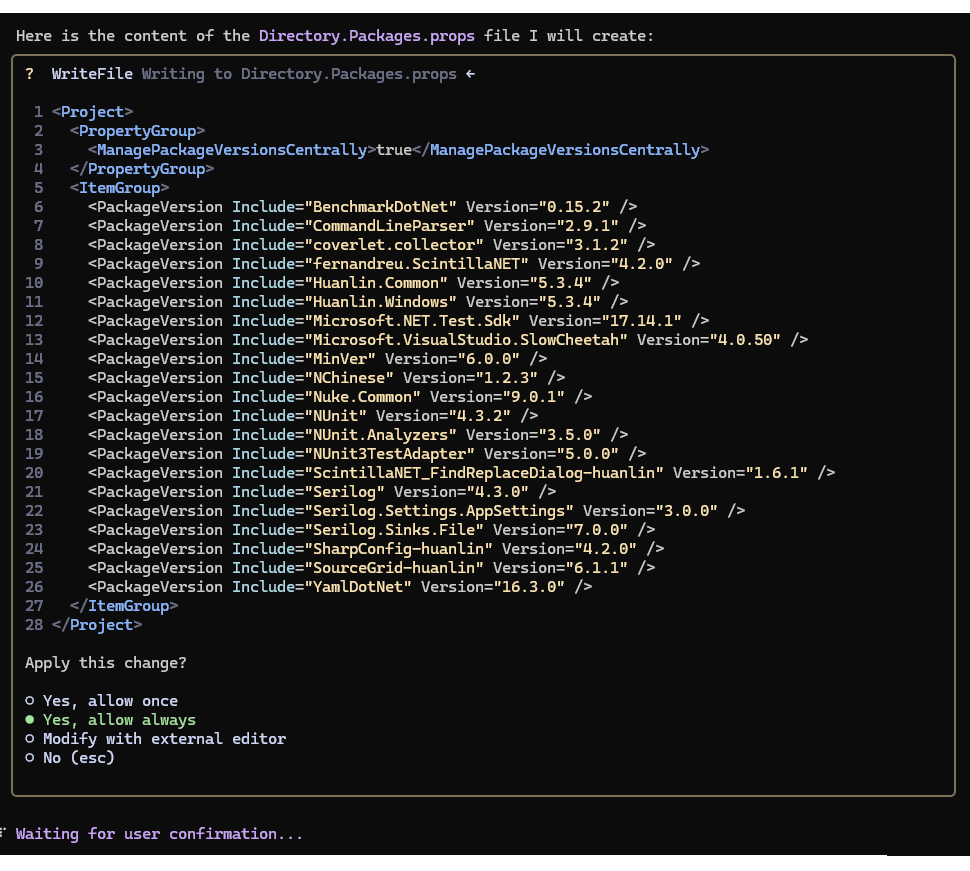 Here is the content of the Directory.Packages.props file I will create:
? WriteFile Writing to Directory.Packages.props ←
1 <Project>
2   <PropertyGroup>
3     <ManagePackageVersionsCentrally>true</ManagePackageVersionsCentrally>
4   </PropertyGroup>
5   <ItemGroup>
6     <PackageVersion Include="BenchmarkDotNet" Version="0.15.2" />
7     <PackageVersion Include="CommandLineParser" Version="2.9.1" />
8     <PackageVersion Include="coverlet.collector" Version="3.1.2" />
9     <PackageVersion Include="fernandreu.ScintillaNET" Version="4.2.0" />
10     <PackageVersion Include="Huanlin.Common" Version="5.3.4" />
11     <PackageVersion Include="Huanlin.Windows" Version="5.3.4" />
12     <PackageVersion Include="Microsoft.NET.Test.Sdk" Version="17.14.1" />
13     <PackageVersion Include="Microsoft.VisualStudio.SlowCheetah" Version="4.0.50" />
14     <PackageVersion Include="MinVer" Version="6.0.0" />
15     <PackageVersion Include="NChinese" Version="1.2.3" />
16     <PackageVersion Include="Nuke.Common" Version="9.0.1" />
17     <PackageVersion Include="NUnit" Version="4.3.2" />
18     <PackageVersion Include="NUnit.Analyzers" Version="3.5.0" />
19     <PackageVersion Include="NUnit3TestAdapter" Version="5.0.0" />
20     <PackageVersion Include="ScintillaNET_FindReplaceDialog-huanlin" Version="1.6.1" />
21     <PackageVersion Include="Serilog" Version="4.3.0" />
22     <PackageVersion Include="Serilog.Settings.AppSettings" Version="3.0.0" />
23     <PackageVersion Include="Serilog.Sinks.File" Version="7.0.0" />
24     <PackageVersion Include="SharpConfig-huanlin" Version="4.2.0" />
25     <PackageVersion Include="SourceGrid-huanlin" Version="6.1.1" />
26     <PackageVersion Include="YamlDotNet" Version="16.3.0" />
27   </ItemGroup>
28 </Project>
Apply this change?
○ Yes, allow once
● Yes, allow always
○ Modify with external editor
○ No (esc)
Waiting for user confirmation...